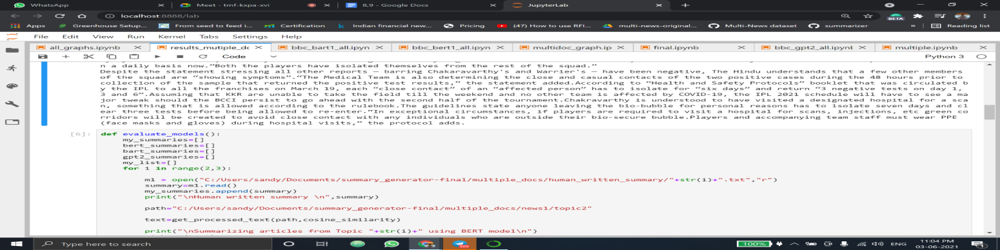 WhatsApp × Meet - tmf-kxpa-xvi × 8,9 - Google Docs × JupyterLab × +
localhost:8888/lab BETA
Apps Greenhouse Setup... From seed to feed i... Certification Indian financial new... Pricing (47) How to use RFI... multi-news-original... Multi-News dataset summarizer » Reading list
File Edit View Run Kernel Tabs Settings Help
all_graphs.ipynb × results_mutiple_dc × bbc_bart1_all.ipyn × bbc_bert1_all.ipyn × multidoc_graph.ip × final.ipynb × bbc_gpt2_all.ipynb × multiple.ipynb ×
Code Python 3
n a daily basis now."Both the players have isolated themselves from the rest of the squad."
Despite the statement stressing all other reports — barring Chakaravarthy's and Warrier's — have been negative, The Hindu understands that a few other members
of the squad are "showing symptoms"."The Medical Team is also determining the close and casual contacts of the two positive cases during the 48 hours prior to
collection of the sample that returned the positive test results," the statement added.According to "Health and Safety Protocols" booklet that was circulated b
y the IPL to all the franchises on March 19, each "close contact" of an "affected person" has to isolate for "six days" and return "3 negative tests on day 1,
3 and 6".Assuming that KKR are unable to take the field till the weekend and no other team is affected by COVID-19, the IPL 2021 schedule will have to see a ma
jor tweak should the BCCI persist to go ahead with the second half of the tournament.Chakravarthy is understood to have visited a designated hospital for a sca
n, something that is allowed according to the rulebook.The guidelines state anyone leaving the bio-bubble for personal reasons has to isolate seven days and cl
ear three tests before being allowed to re-enter."In exceptional circumstances, if players are required to visit a hospital for scans, injections, etc green co
rridors will be created to avoid close contact with any individuals who are outside their bio-secure bubble.Players and accompanying team staff must wear PPE
(face masks and gloves) during hospital visits," the protocol adds.
[6]: def evaluate_models():
my_summaries=[]
bert_summaries=[]
bart_summaries=[]
gpt2_summaries=[]
my_list=[]
for i in range(2,3):
ml = open("C:/Users/sandy/Documents/summary_generator-final/multiple_docs/human_written_summary/"+str(i)+".txt","r")
summary=ml.read()
my_summaries.append(summary)
print("\nHuman written summary \n",summary)
path="C:/Users/sandy/Documents/summary_generator-final/multiple_docs/news1/topic2"
text=get_processed_text(path,cosine_similarity)
print("\nSummarizing articles from Topic "+str(i)+" using BERT model\n")
Type here to search 100% ENG 11:04 PM
03-06-2021